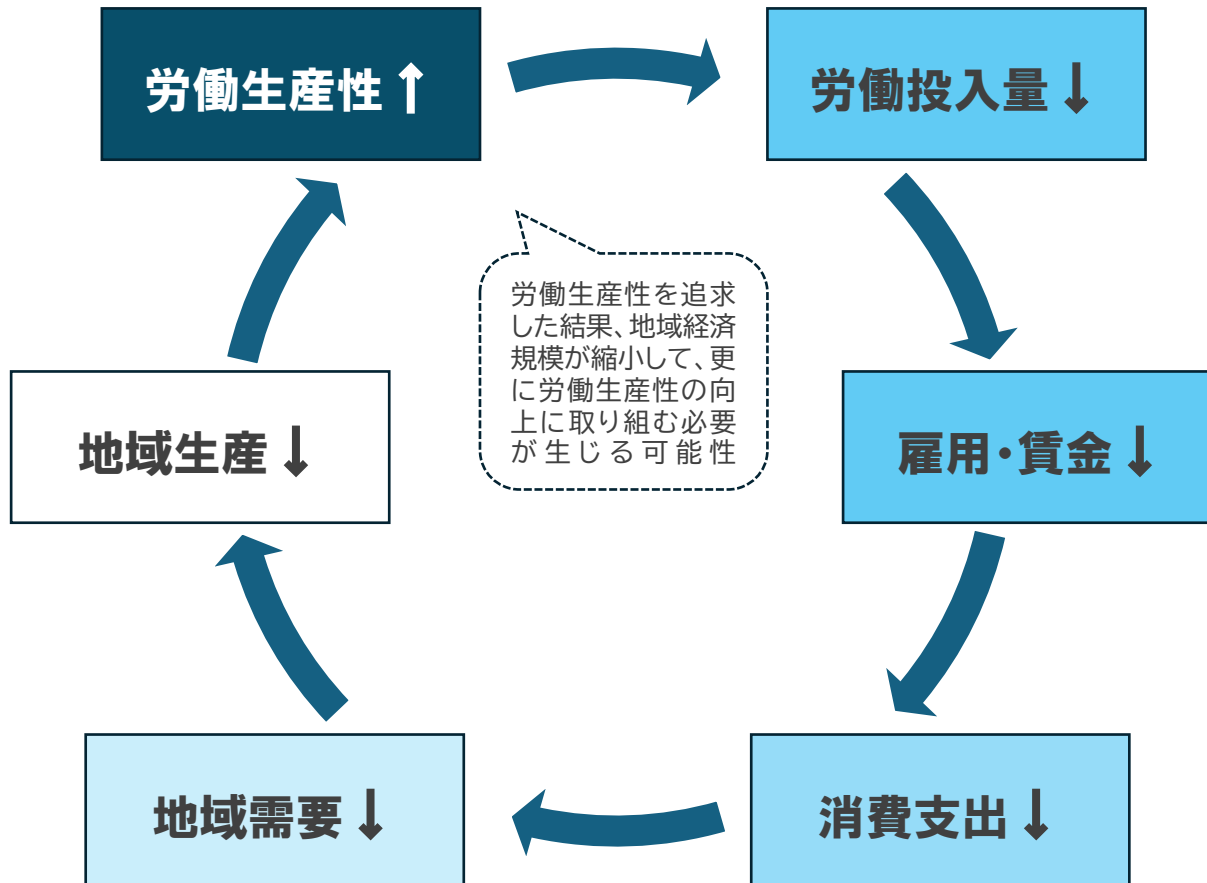 労働生産性↑
労働投入量↓
労働生産性を追求
した結果、地域経済
規模が縮小して、更
に労働生産性の向
上に取り組む必要
が生じる可能性
地域生産↓
雇用・賃金↓
地域需要↓
消費支出↓